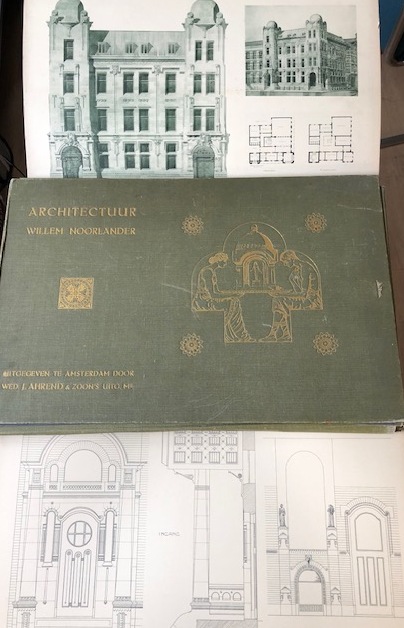 ARCHITECTUUR
WILLEM NOORLANDER
UITGEGEVEN TE AMSTERDAM DOOR
WED. J. AHREND & ZOON'S UITG. Mij.
INGANG